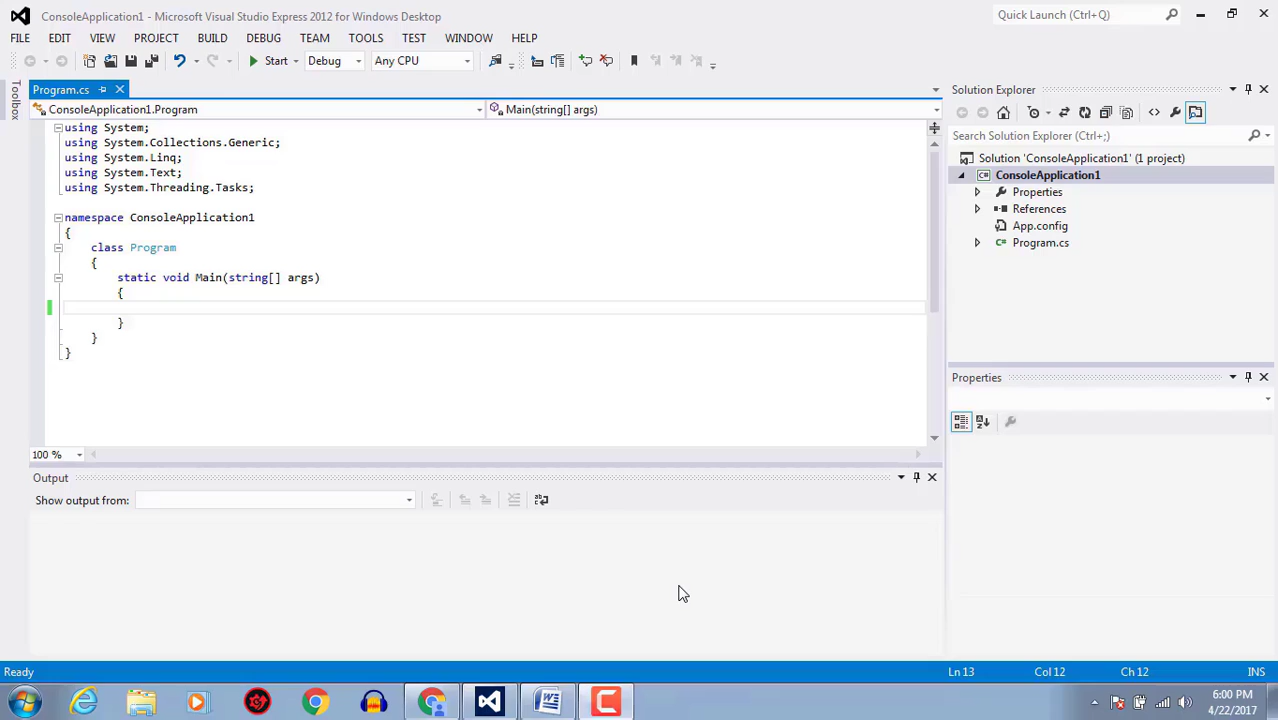 ConsoleApplication1 - Microsoft Visual Studio Express 2012 for Windows Desktop
Quick Launch (Ctrl+Q)
FILE EDIT VIEW PROJECT BUILD DEBUG TEAM TOOLS TEST WINDOW HELP
Start Debug Any CPU
Toolbox
Program.cs
ConsoleApplication1.Program
Main(string[] args)
using System;
using System.Collections.Generic;
using System.Linq;
using System.Text;
using System.Threading.Tasks;
namespace ConsoleApplication1
{
class Program
{
static void Main(string[] args)
{
}
}
}
100 %
Output
Show output from:
Solution Explorer
Search Solution Explorer (Ctrl+;)
Solution 'ConsoleApplication1' (1 project)
ConsoleApplication1
Properties
References
App.config
Program.cs
Properties
Ready
Ln 13
Col 12
Ch 12
INS
6:00 PM
4/22/2017